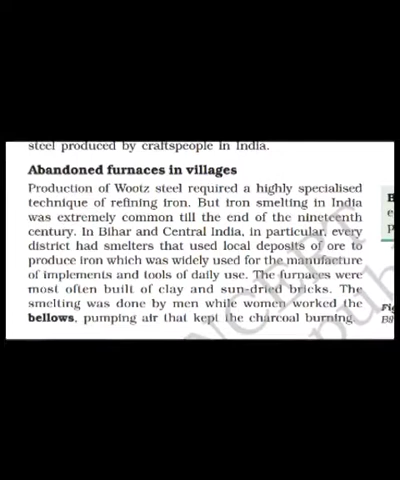 steel produced by craftspeople in India.
Abandoned furnaces in villages
Production of Wootz steel required a highly specialised
technique of refining iron. But iron smelting in India
was extremely common till the end of the nineteenth
century. In Bihar and Central India, in particular, every
district had smelters that used local deposits of ore to
produce iron which was widely used for the manufacture
of implements and tools of daily use. The furnaces were
most often built of clay and sun-dried bricks. The
smelting was done by men while women worked the
bellows, pumping air that kept the charcoal burning.
NCERT